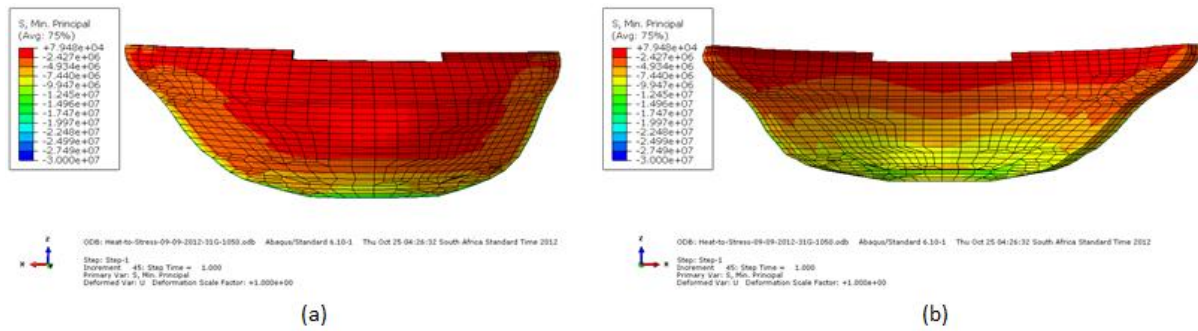 S, Min. Principal
(Avg: 75%)
+7.948e+04
-2.427e+06
-4.934e+06
-7.440e+06
-9.947e+06
-1.245e+07
-1.496e+07
-1.747e+07
-1.997e+07
-2.248e+07
-2.499e+07
-2.749e+07
-3.000e+07
z
x
ODB: Heat-to-Stress-09-09-2012-31G-1050.odb Abaqus/Standard 6.10-1 Thu Oct 25 04:26:32 South Africa Standard Time 2012
Step: Step-1
Increment 45: Step Time = 1.000
Primary Var: S, Min. Principal
Deformed Var: U Deformation Scale Factor: +1.000e+00
(a)
S, Min. Principal
(Avg: 75%)
+7.948e+04
-2.427e+06
-4.934e+06
-7.440e+06
-9.947e+06
-1.245e+07
-1.496e+07
-1.747e+07
-1.997e+07
-2.248e+07
-2.499e+07
-2.749e+07
-3.000e+07
z
x
ODB: Heat-to-Stress-09-09-2012-31G-1050.odb Abaqus/Standard 6.10-1 Thu Oct 25 04:26:32 South Africa Standard Time 2012
Step: Step-1
Increment 45: Step Time = 1.000
Primary Var: S, Min. Principal
Deformed Var: U Deformation Scale Factor: +1.000e+00
(b)